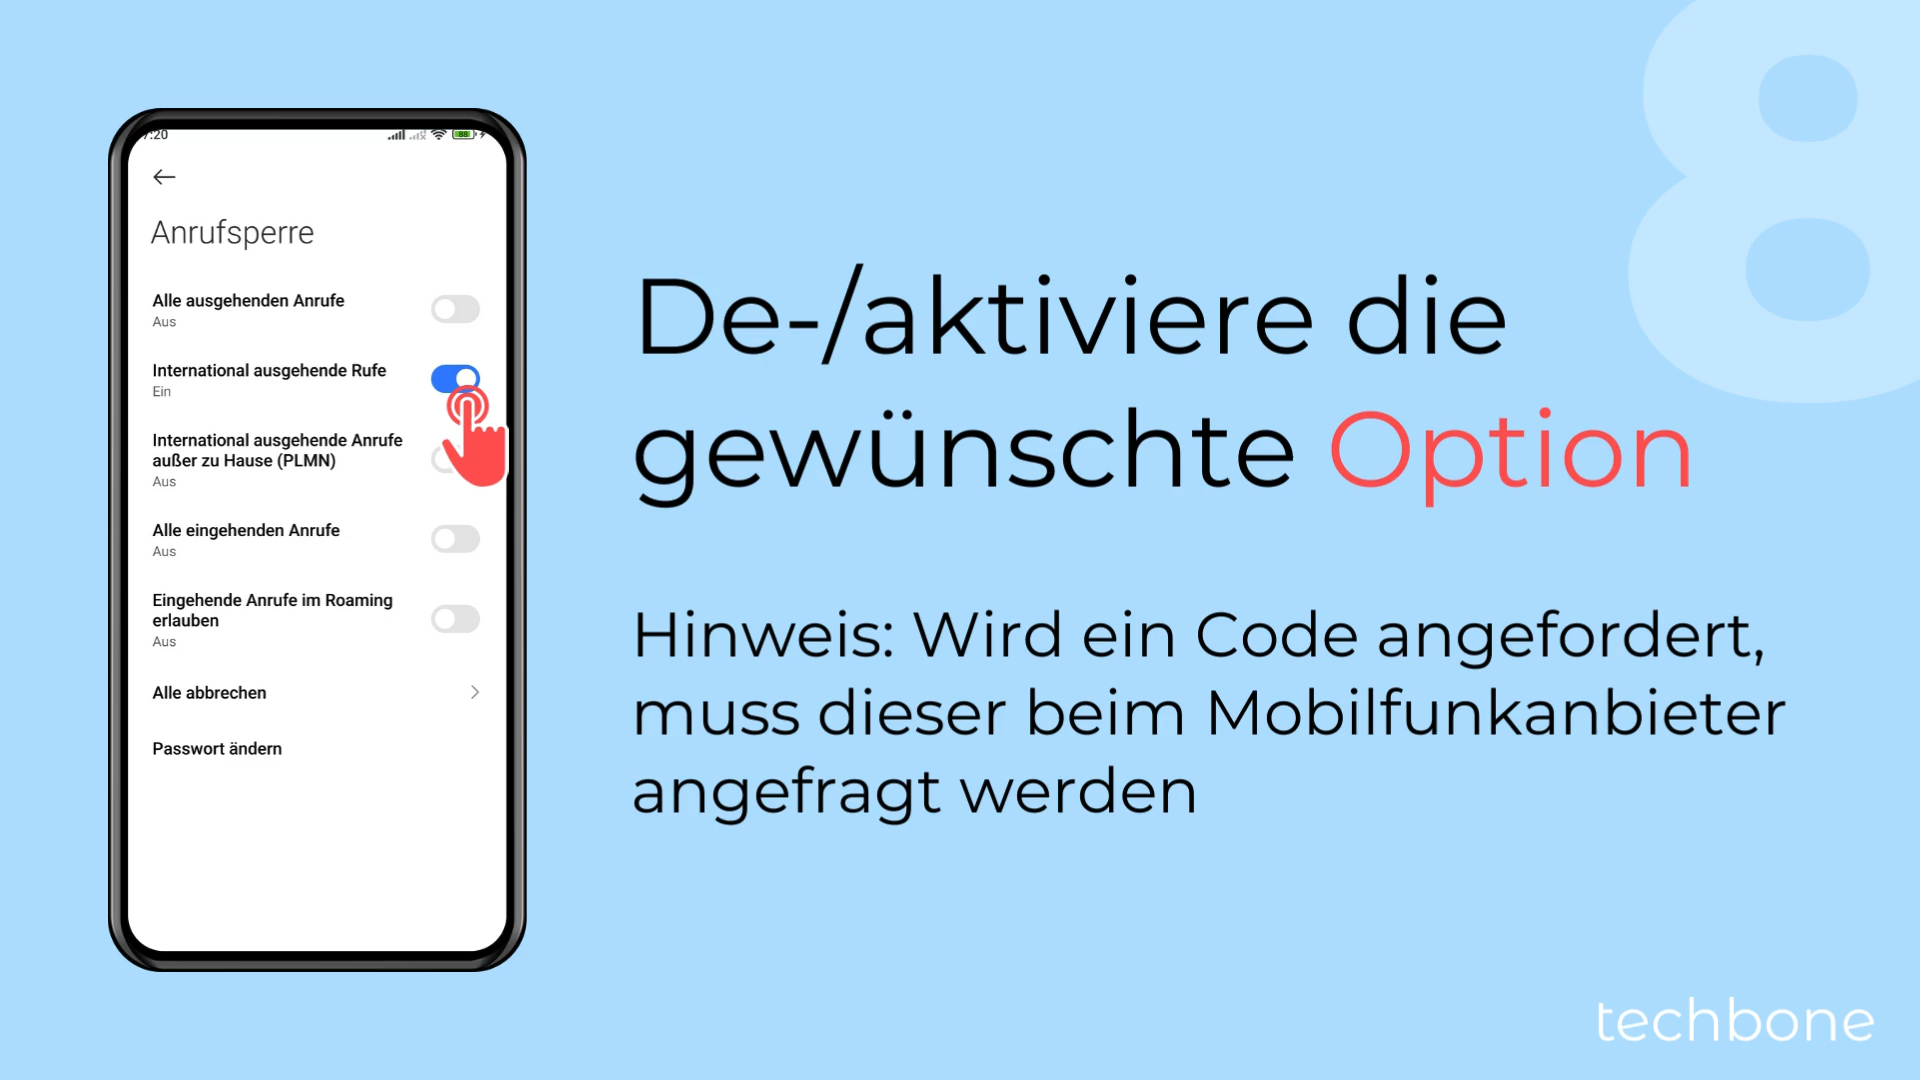 8
:20
88
Anrufsperre
Alle ausgehenden Anrufe
Aus
International ausgehende Rufe
Ein
International ausgehende Anrufe
außer zu Hause (PLMN)
Aus
Alle eingehenden Anrufe
Aus
Eingehende Anrufe im Roaming
erlauben
Aus
Alle abbrechen
Passwort ändern
De-/aktiviere die
gewünschte Option
Hinweis: Wird ein Code angefordert,
muss dieser beim Mobilfunkanbieter
angefragt werden
techbone